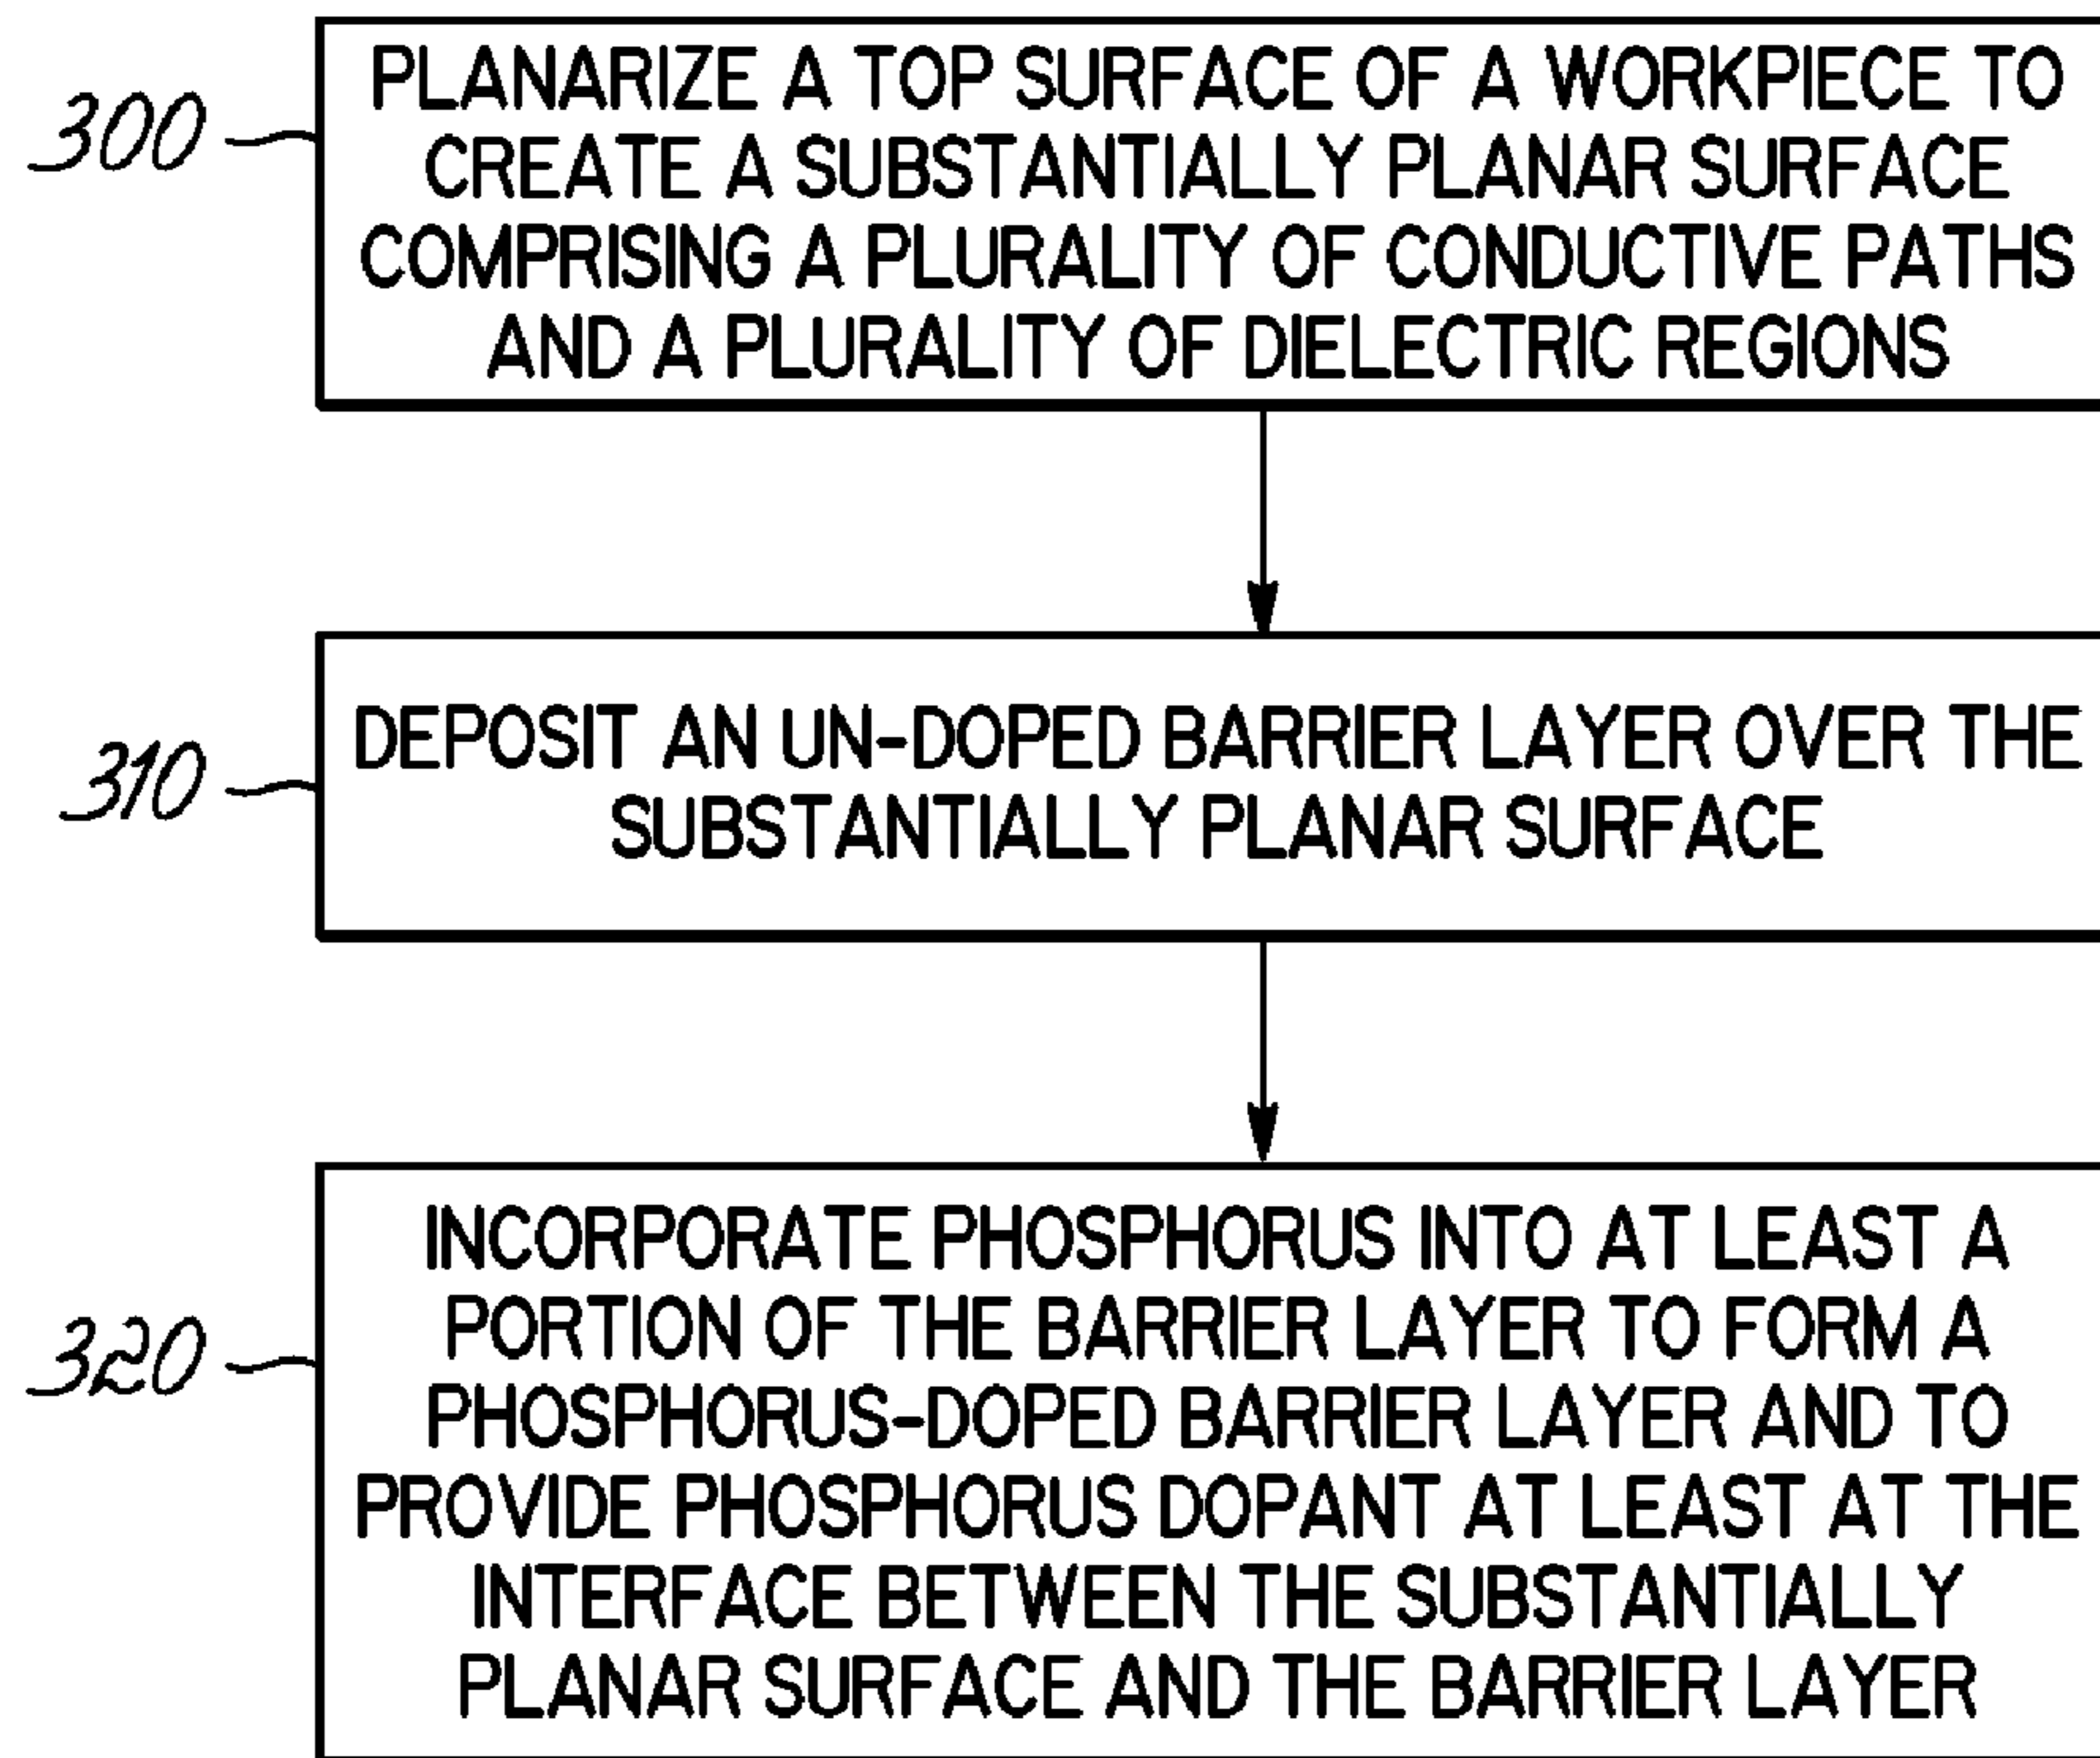 300
PLANARIZE A TOP SURFACE OF A WORKPIECE TO
CREATE A SUBSTANTIALLY PLANAR SURFACE
COMPRISING A PLURALITY OF CONDUCTIVE PATHS
AND A PLURALITY OF DIELECTRIC REGIONS
310
DEPOSIT AN UN-DOPED BARRIER LAYER OVER THE
SUBSTANTIALLY PLANAR SURFACE
320
INCORPORATE PHOSPHORUS INTO AT LEAST A
PORTION OF THE BARRIER LAYER TO FORM A
PHOSPHORUS-DOPED BARRIER LAYER AND TO
PROVIDE PHOSPHORUS DOPANT AT LEAST AT THE
INTERFACE BETWEEN THE SUBSTANTIALLY
PLANAR SURFACE AND THE BARRIER LAYER